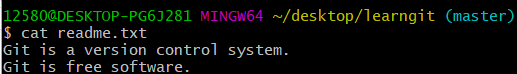 12580@DESKTOP-PG6J281 MINGW64 ~/desktop/learngit (master)
$ cat readme.txt
Git is a version control system.
Git is free software.